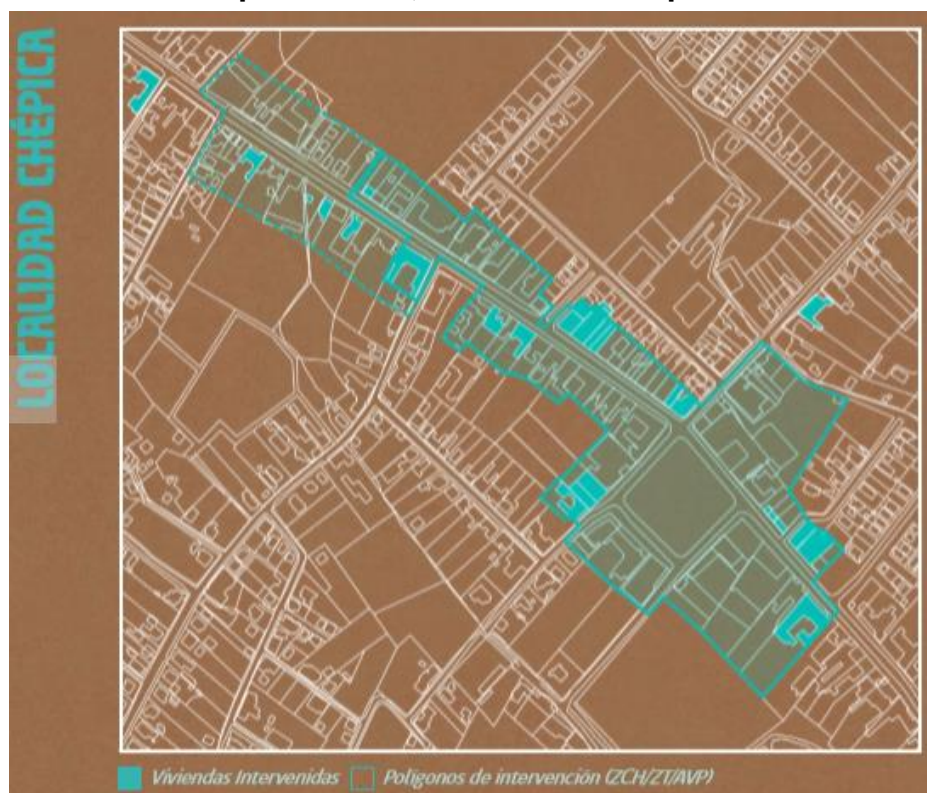 LOCALIDAD CHÉPICA
Viviendas Intervenidas
Polígonos de intervención (ZCH/ZT/AVP)